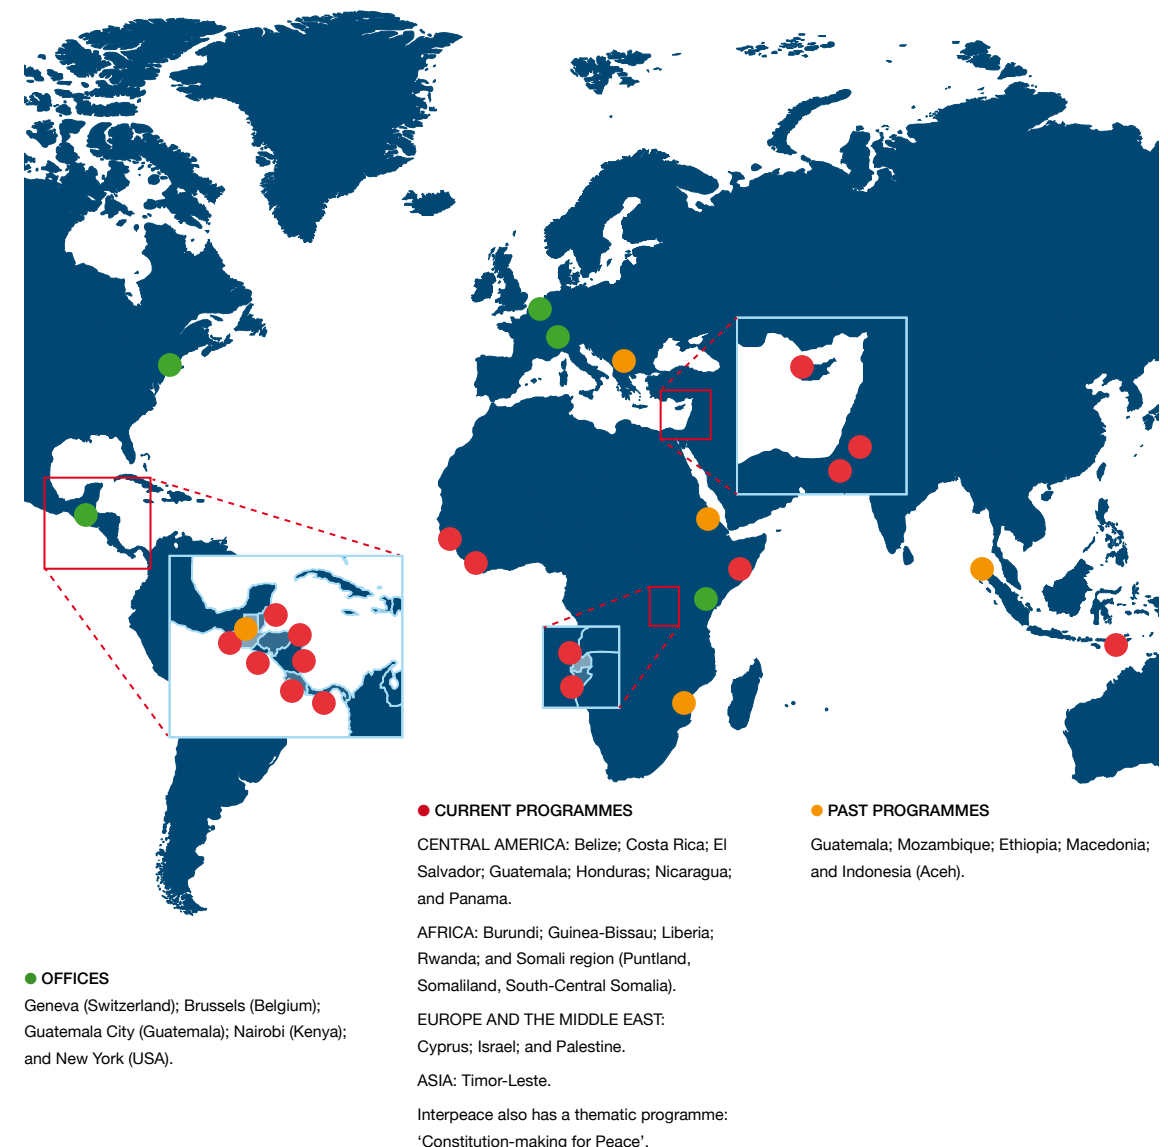 CURRENT PROGRAMMES
CENTRAL AMERICA: Belize; Costa Rica; El
Salvador; Guatemala; Honduras; Nicaragua;
and Panama.
AFRICA: Burundi; Guinea-Bissau; Liberia;
Rwanda; and Somali region (Puntland,
Somaliland, South-Central Somalia).
EUROPE AND THE MIDDLE EAST:
Cyprus; Israel; and Palestine.
ASIA: Timor-Leste.
Interpeace also has a thematic programme:
‘Constitution-making for Peace’.
PAST PROGRAMMES
Guatemala; Mozambique; Ethiopia; Macedonia;
and Indonesia (Aceh).
OFFICES
Geneva (Switzerland); Brussels (Belgium);
Guatemala City (Guatemala); Nairobi (Kenya);
and New York (USA).